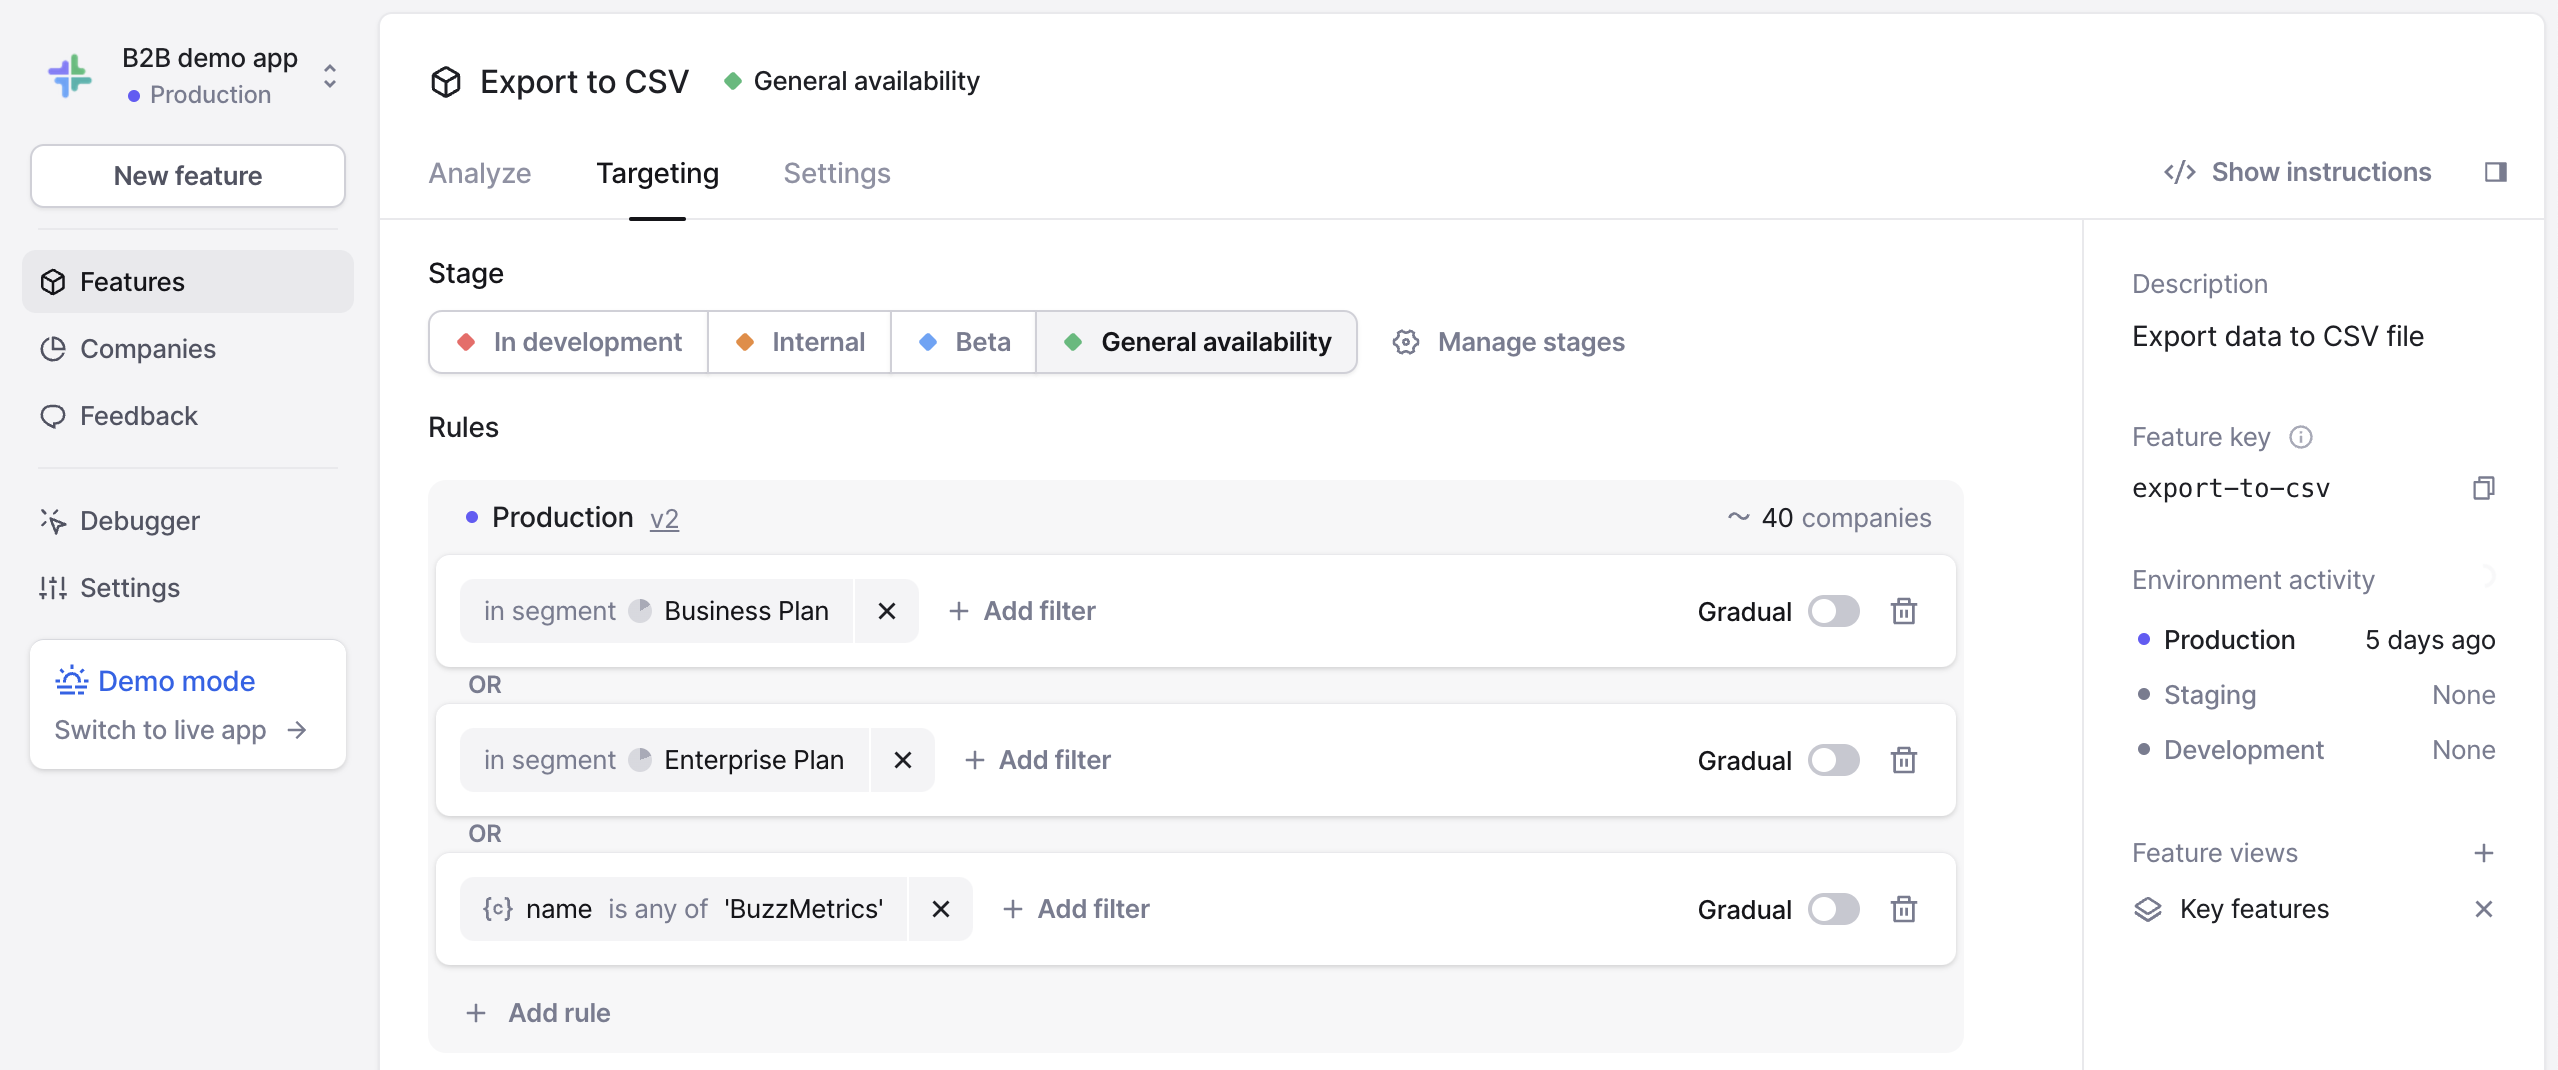 B2B demo app
Production
New feature
Features
Companies
Feedback
Debugger
Settings
Demo mode
Switch to live app →
Export to CSV General availability
Analyze Targeting Settings
</> Show instructions
Stage
In development Internal Beta General availability Manage stages
Rules
Production v2 ~ 40 companies
in segment Business Plan × + Add filter Gradual
OR
in segment Enterprise Plan × + Add filter Gradual
OR
{c} name is any of 'BuzzMetrics' × + Add filter Gradual
+ Add rule
Description
Export data to CSV file
Feature key
export-to-csv
Environment activity
Production 5 days ago
Staging None
Development None
Feature views +
Key features ×